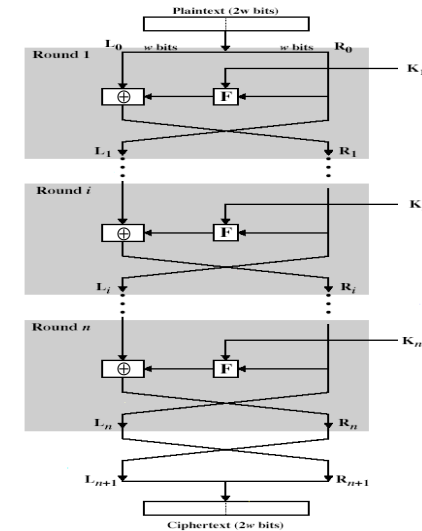 Plaintext (2w bits)
L₀ w bits w bits R₀
Round 1
K₁
⊕ F
L₁ R₁
Round i
K
⊕ F
Lᵢ Rᵢ
Round n
Kₙ
⊕ F
Lₙ Rₙ
Lₙ₊₁ Rₙ₊₁
Ciphertext (2w bits)